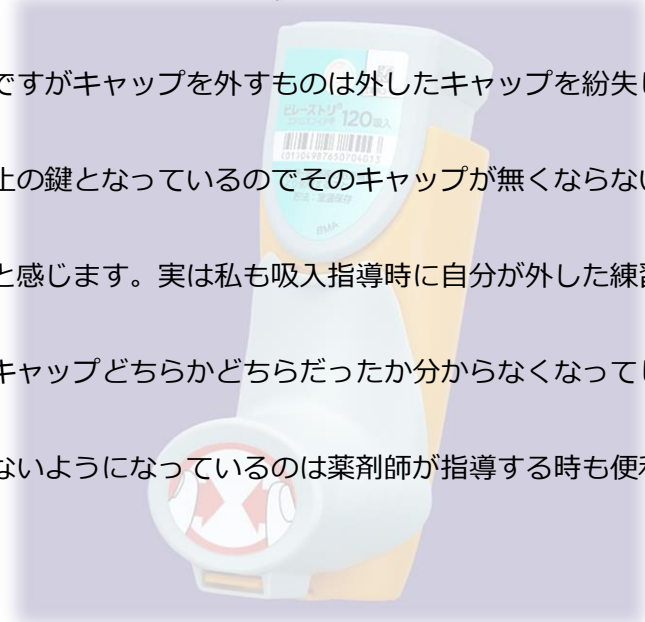 ですがキャップを外すものは外したキャップを紛失し
止の鍵となっているのでそのキャップが無くならない
と感じます。実は私も吸入指導時に自分が外した練習
キャップどちらかどちらだったか分からなくなってし
ないようになっているのは薬剤師が指導する時も便利
ビレーズトリ®
120吸入
(01)04987650704013